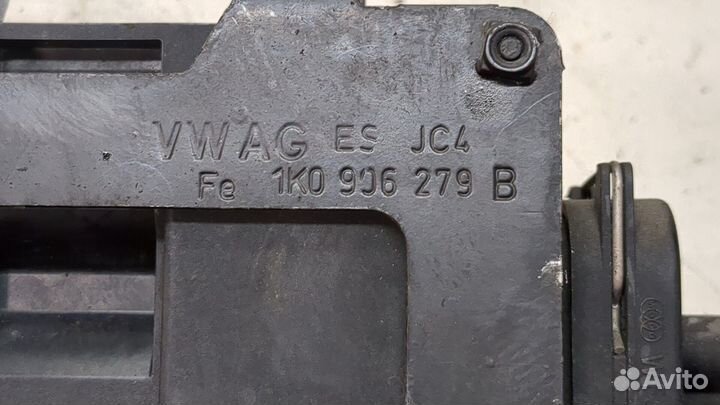 VWAG ES JC4
Fe 1K0 906 279 B
Avito